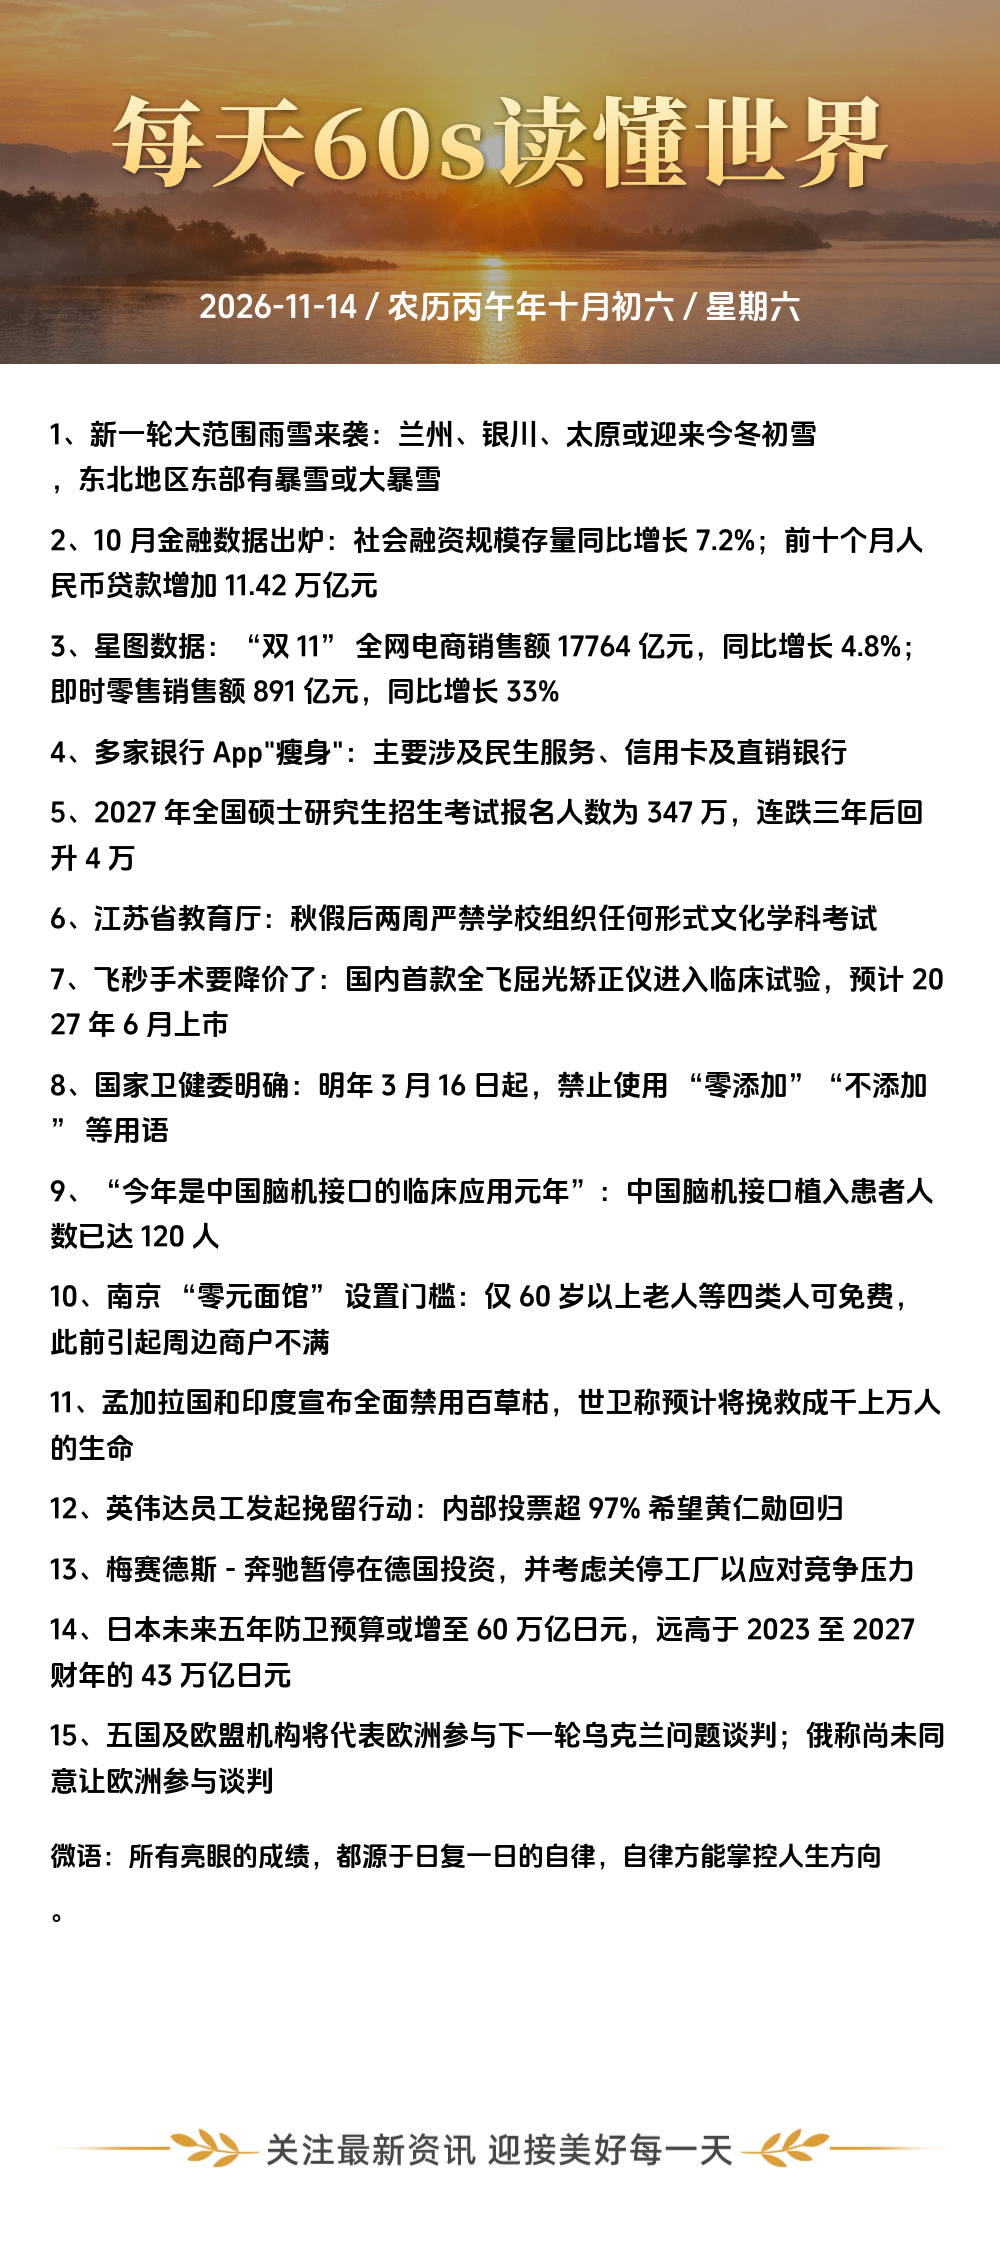 每天60s读懂世界
2026-11-14 / 农历丙午年十月初六 / 星期六
1、新一轮大范围雨雪来袭：兰州、银川、太原或迎来今冬初雪
，东北地区东部有暴雪或大暴雪
2、10 月金融数据出炉：社会融资规模存量同比增长 7.2%；前十个月人
民币贷款增加 11.42 万亿元
3、星图数据：“双 11” 全网电商销售额 17764 亿元，同比增长 4.8%；
即时零售销售额 891 亿元，同比增长 33%
4、多家银行 App"瘦身"：主要涉及民生服务、信用卡及直销银行
5、2027 年全国硕士研究生招生考试报名人数为 347 万，连跌三年后回
升 4 万
6、江苏省教育厅：秋假后两周严禁学校组织任何形式文化学科考试
7、飞秒手术要降价了：国内首款全飞屈光矫正仪进入临床试验，预计 20
27 年 6 月上市
8、国家卫健委明确：明年 3 月 16 日起，禁止使用 “零添加” “不添加
” 等用语
9、“今年是中国脑机接口的临床应用元年”：中国脑机接口植入患者人
数已达 120 人
10、南京 “零元面馆” 设置门槛：仅 60 岁以上老人等四类人可免费，
此前引起周边商户不满
11、孟加拉国和印度宣布全面禁用百草枯，世卫称预计将挽救成千上万人
的生命
12、英伟达员工发起挽留行动：内部投票超 97% 希望黄仁勋回归
13、梅赛德斯 - 奔驰暂停在德国投资，并考虑关停工厂以应对竞争压力
14、日本未来五年防卫预算或增至 60 万亿日元，远高于 2023 至 2027
财年的 43 万亿日元
15、五国及欧盟机构将代表欧洲参与下一轮乌克兰问题谈判；俄称尚未同
意让欧洲参与谈判
微语：所有亮眼的成绩，都源于日复一日的自律，自律方能掌控人生方向
。
关注最新资讯 迎接美好每一天